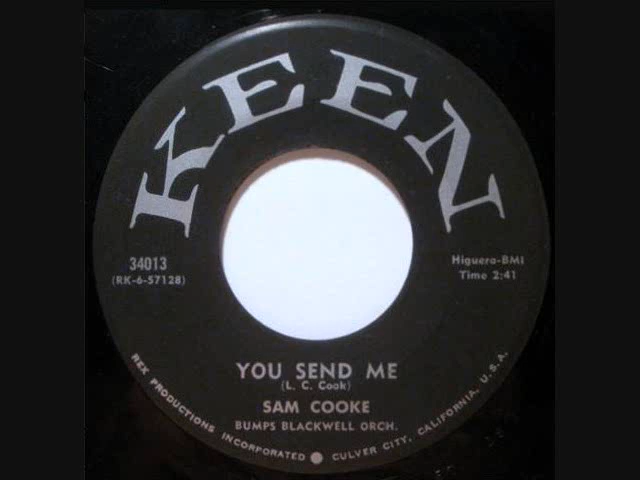 KEEN
34013
(RK-6-57128)
Higuera-BMI
Time 2:41
YOU SEND ME
(L. C. Cook)
SAM COOKE
BUMPS BLACKWELL ORCH.
REX PRODUCTIONS INCORPORATED ● CULVER CITY, CALIFORNIA, U.S.A.